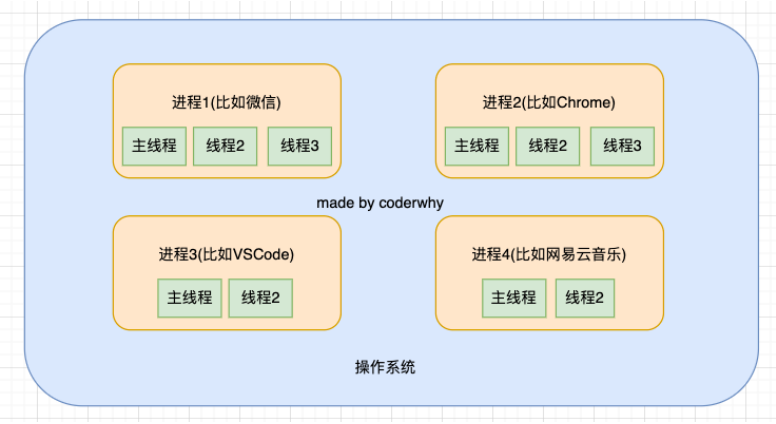 进程1(比如微信)
主线程 线程2 线程3
进程2(比如Chrome)
主线程 线程2 线程3
made by coderwhy
进程3(比如VSCode)
主线程 线程2
进程4(比如网易云音乐)
主线程 线程2
操作系统